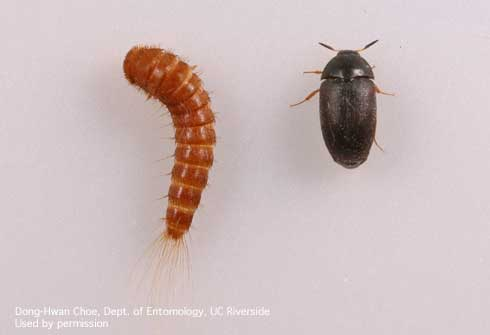 Dong-Hwan Choe, Dept. of Entomology, UC Riverside
Used by permission